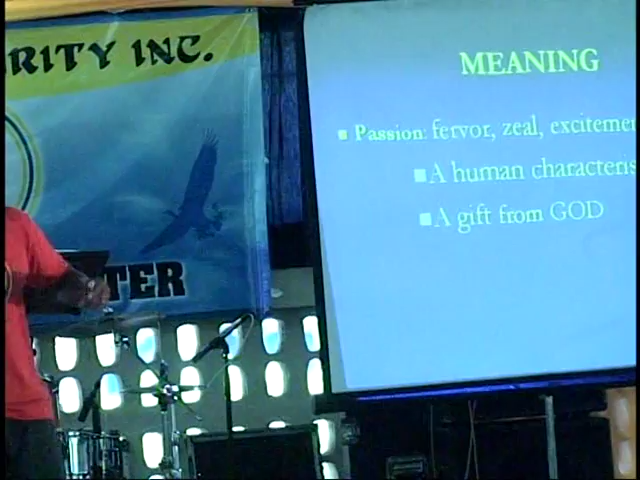 RITY INC.
TER
MEANING
▪ Passion: fervor, zeal, excitemen
▪A human characteris
▪A gift from GOD